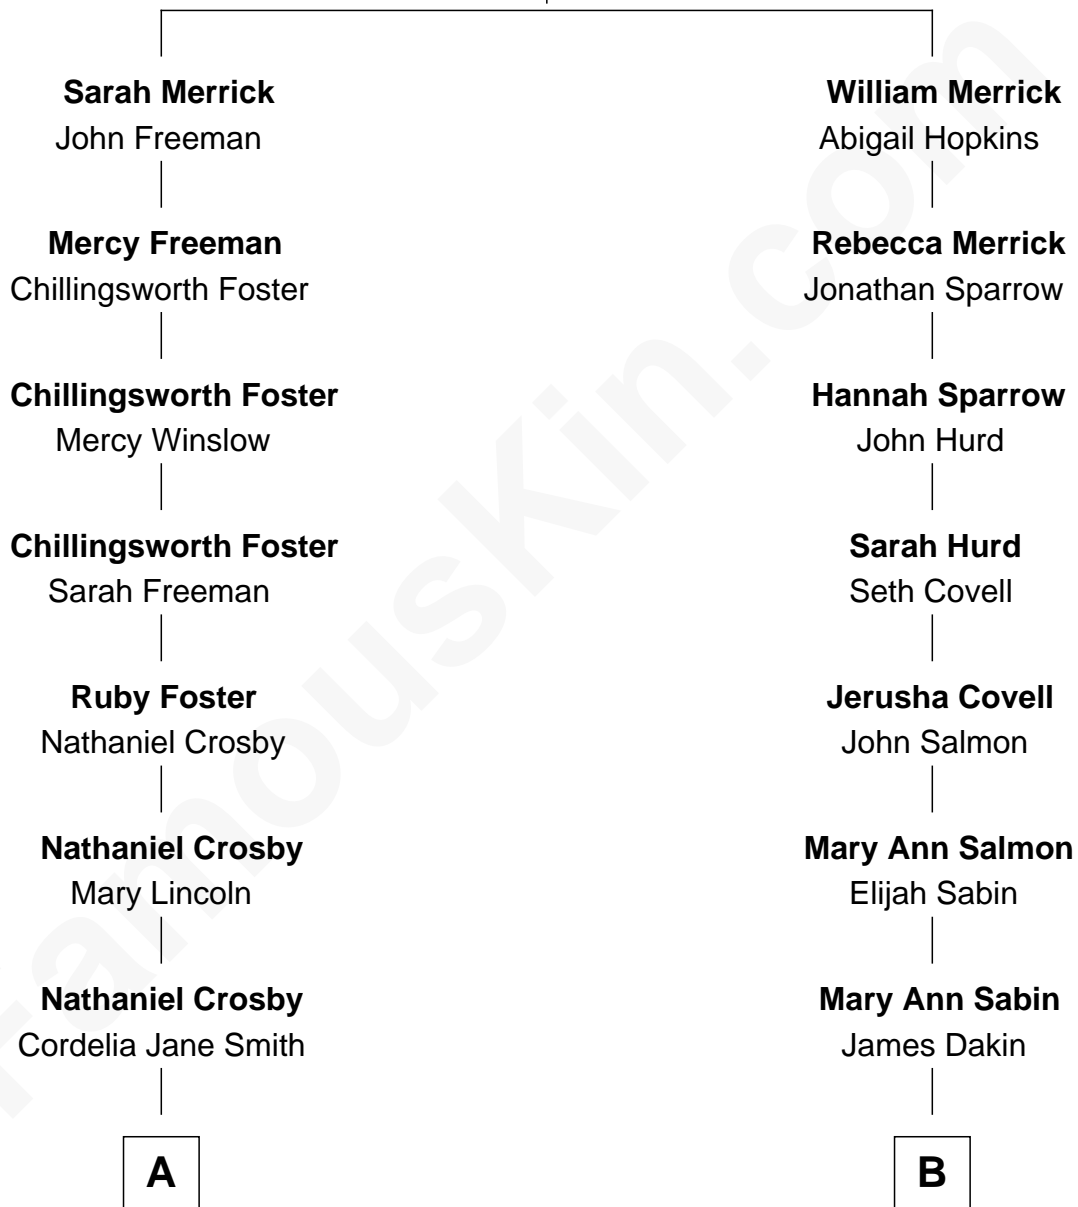 Sarah Merrick
John Freeman
Mercy Freeman
Chillingsworth Foster
Chillingsworth Foster
Mercy Winslow
Chillingsworth Foster
Sarah Freeman
Ruby Foster
Nathaniel Crosby
Nathaniel Crosby
Mary Lincoln
Nathaniel Crosby
Cordelia Jane Smith
A
William Merrick
Abigail Hopkins
Rebecca Merrick
Jonathan Sparrow
Hannah Sparrow
John Hurd
Sarah Hurd
Seth Covell
Jerusha Covell
John Salmon
Mary Ann Salmon
Elijah Sabin
Mary Ann Sabin
James Dakin
B
FamousKin.com